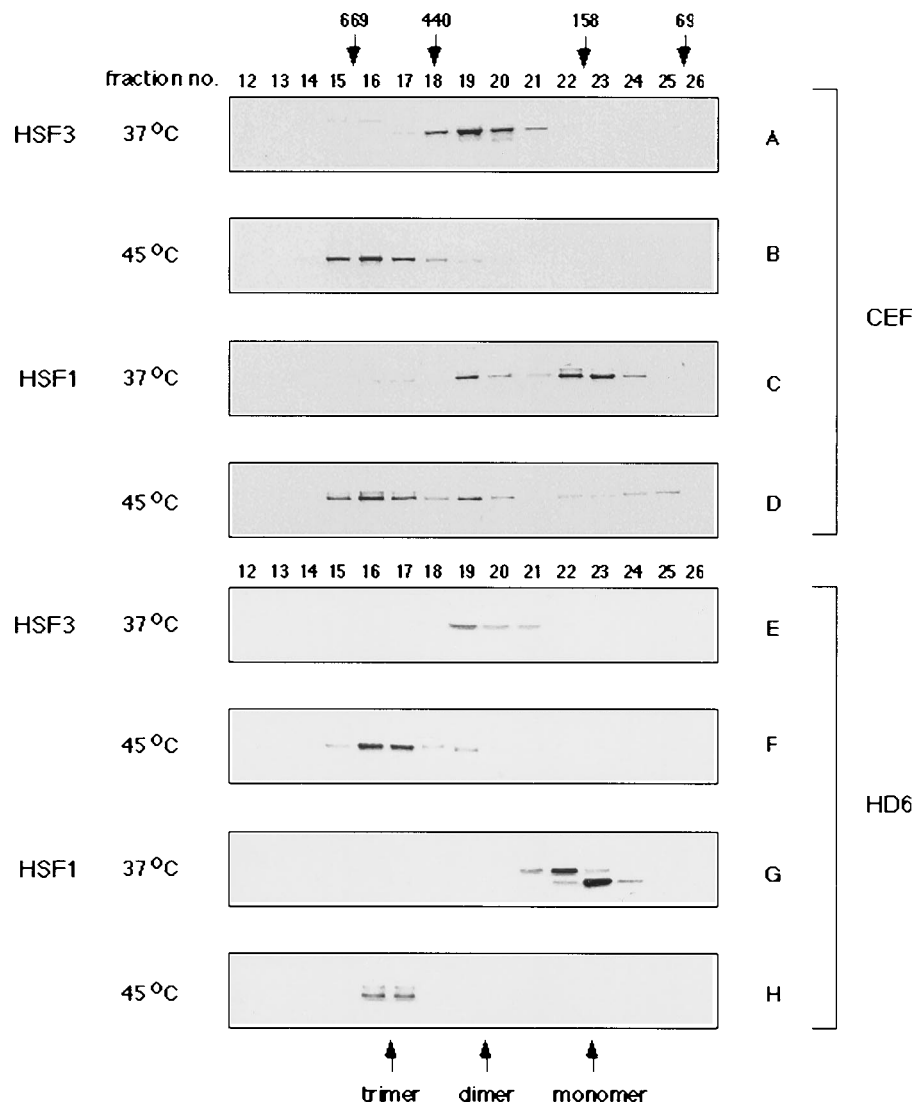 669 440 158 69
fraction no. 12 13 14 15 16 17 18 19 20 21 22 23 24 25 26
HSF3 37 °C A
45 °C B
CEF
HSF1 37 °C C
45 °C D
12 13 14 15 16 17 18 19 20 21 22 23 24 25 26
HSF3 37 °C E
45 °C F
HD6
HSF1 37 °C G
45 °C H
trimer dimer monomer